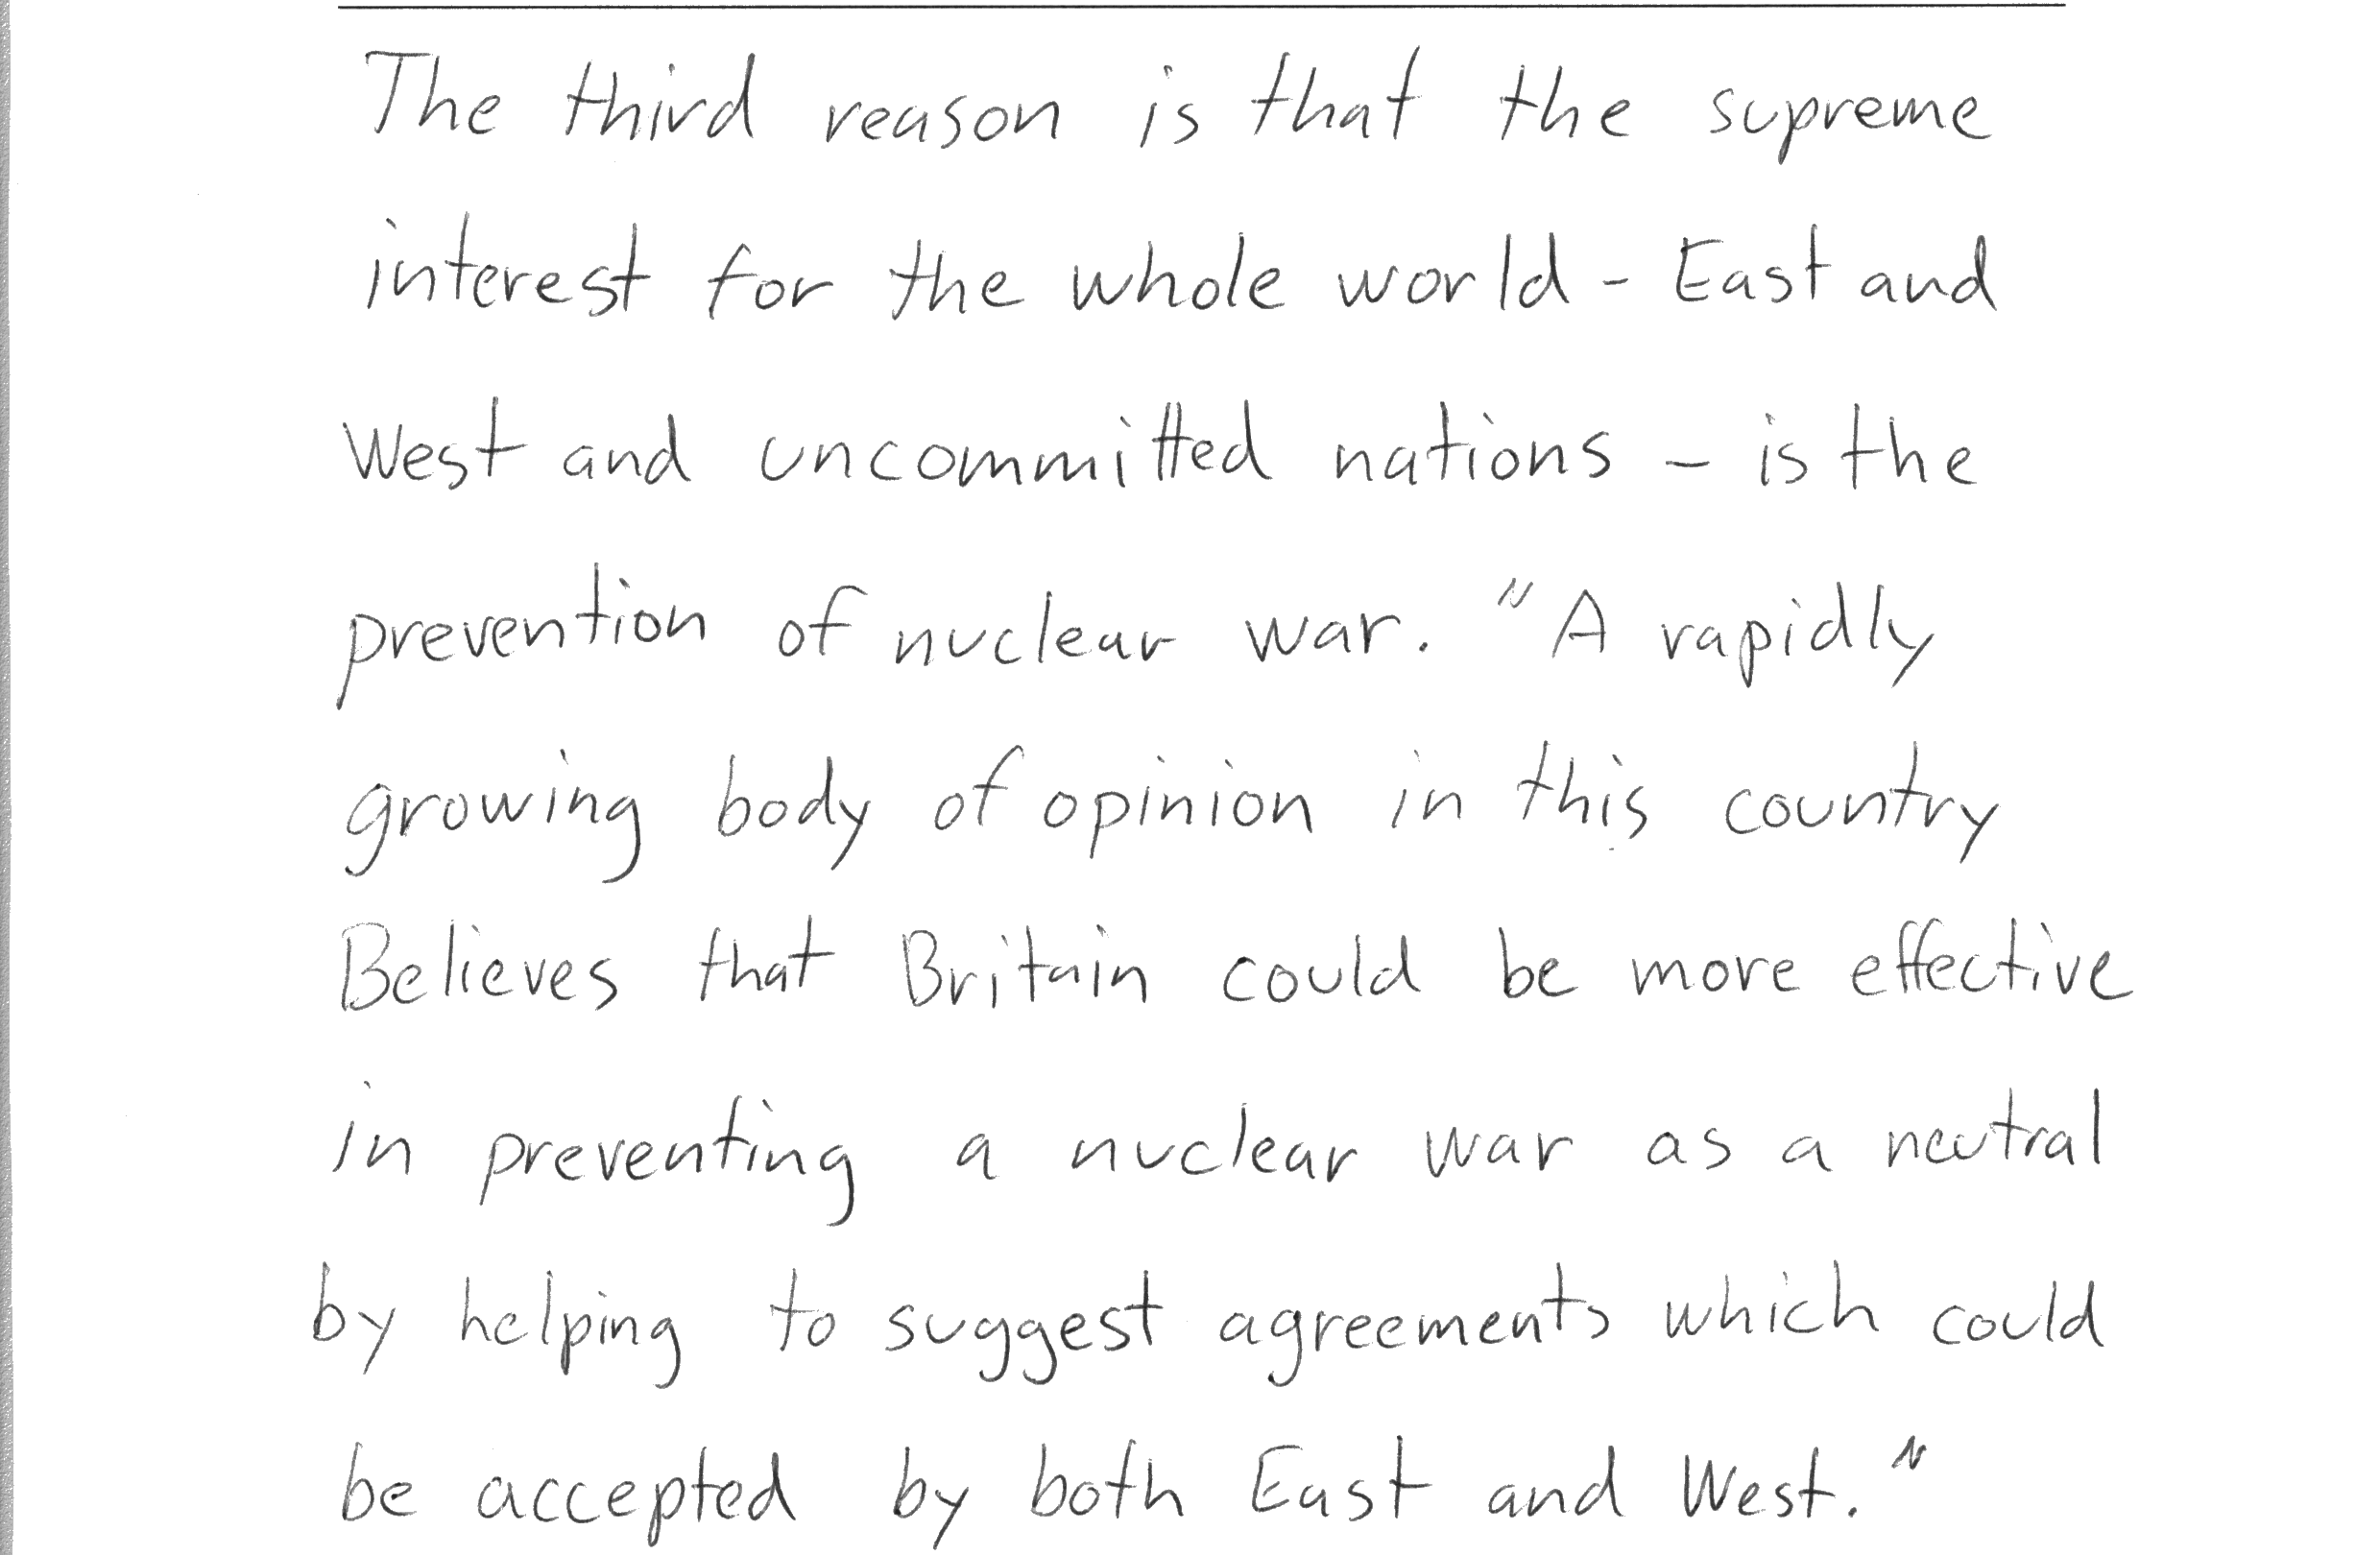 The third reason is that the supreme
interest for the whole world - East and
West and uncommitted nations - is the
prevention of nuclear war. "A rapidly
growing body of opinion in this country
Believes that Britain could be more effective
in preventing a nuclear war as a neutral
by helping to suggest agreements which could
be accepted by both East and West."